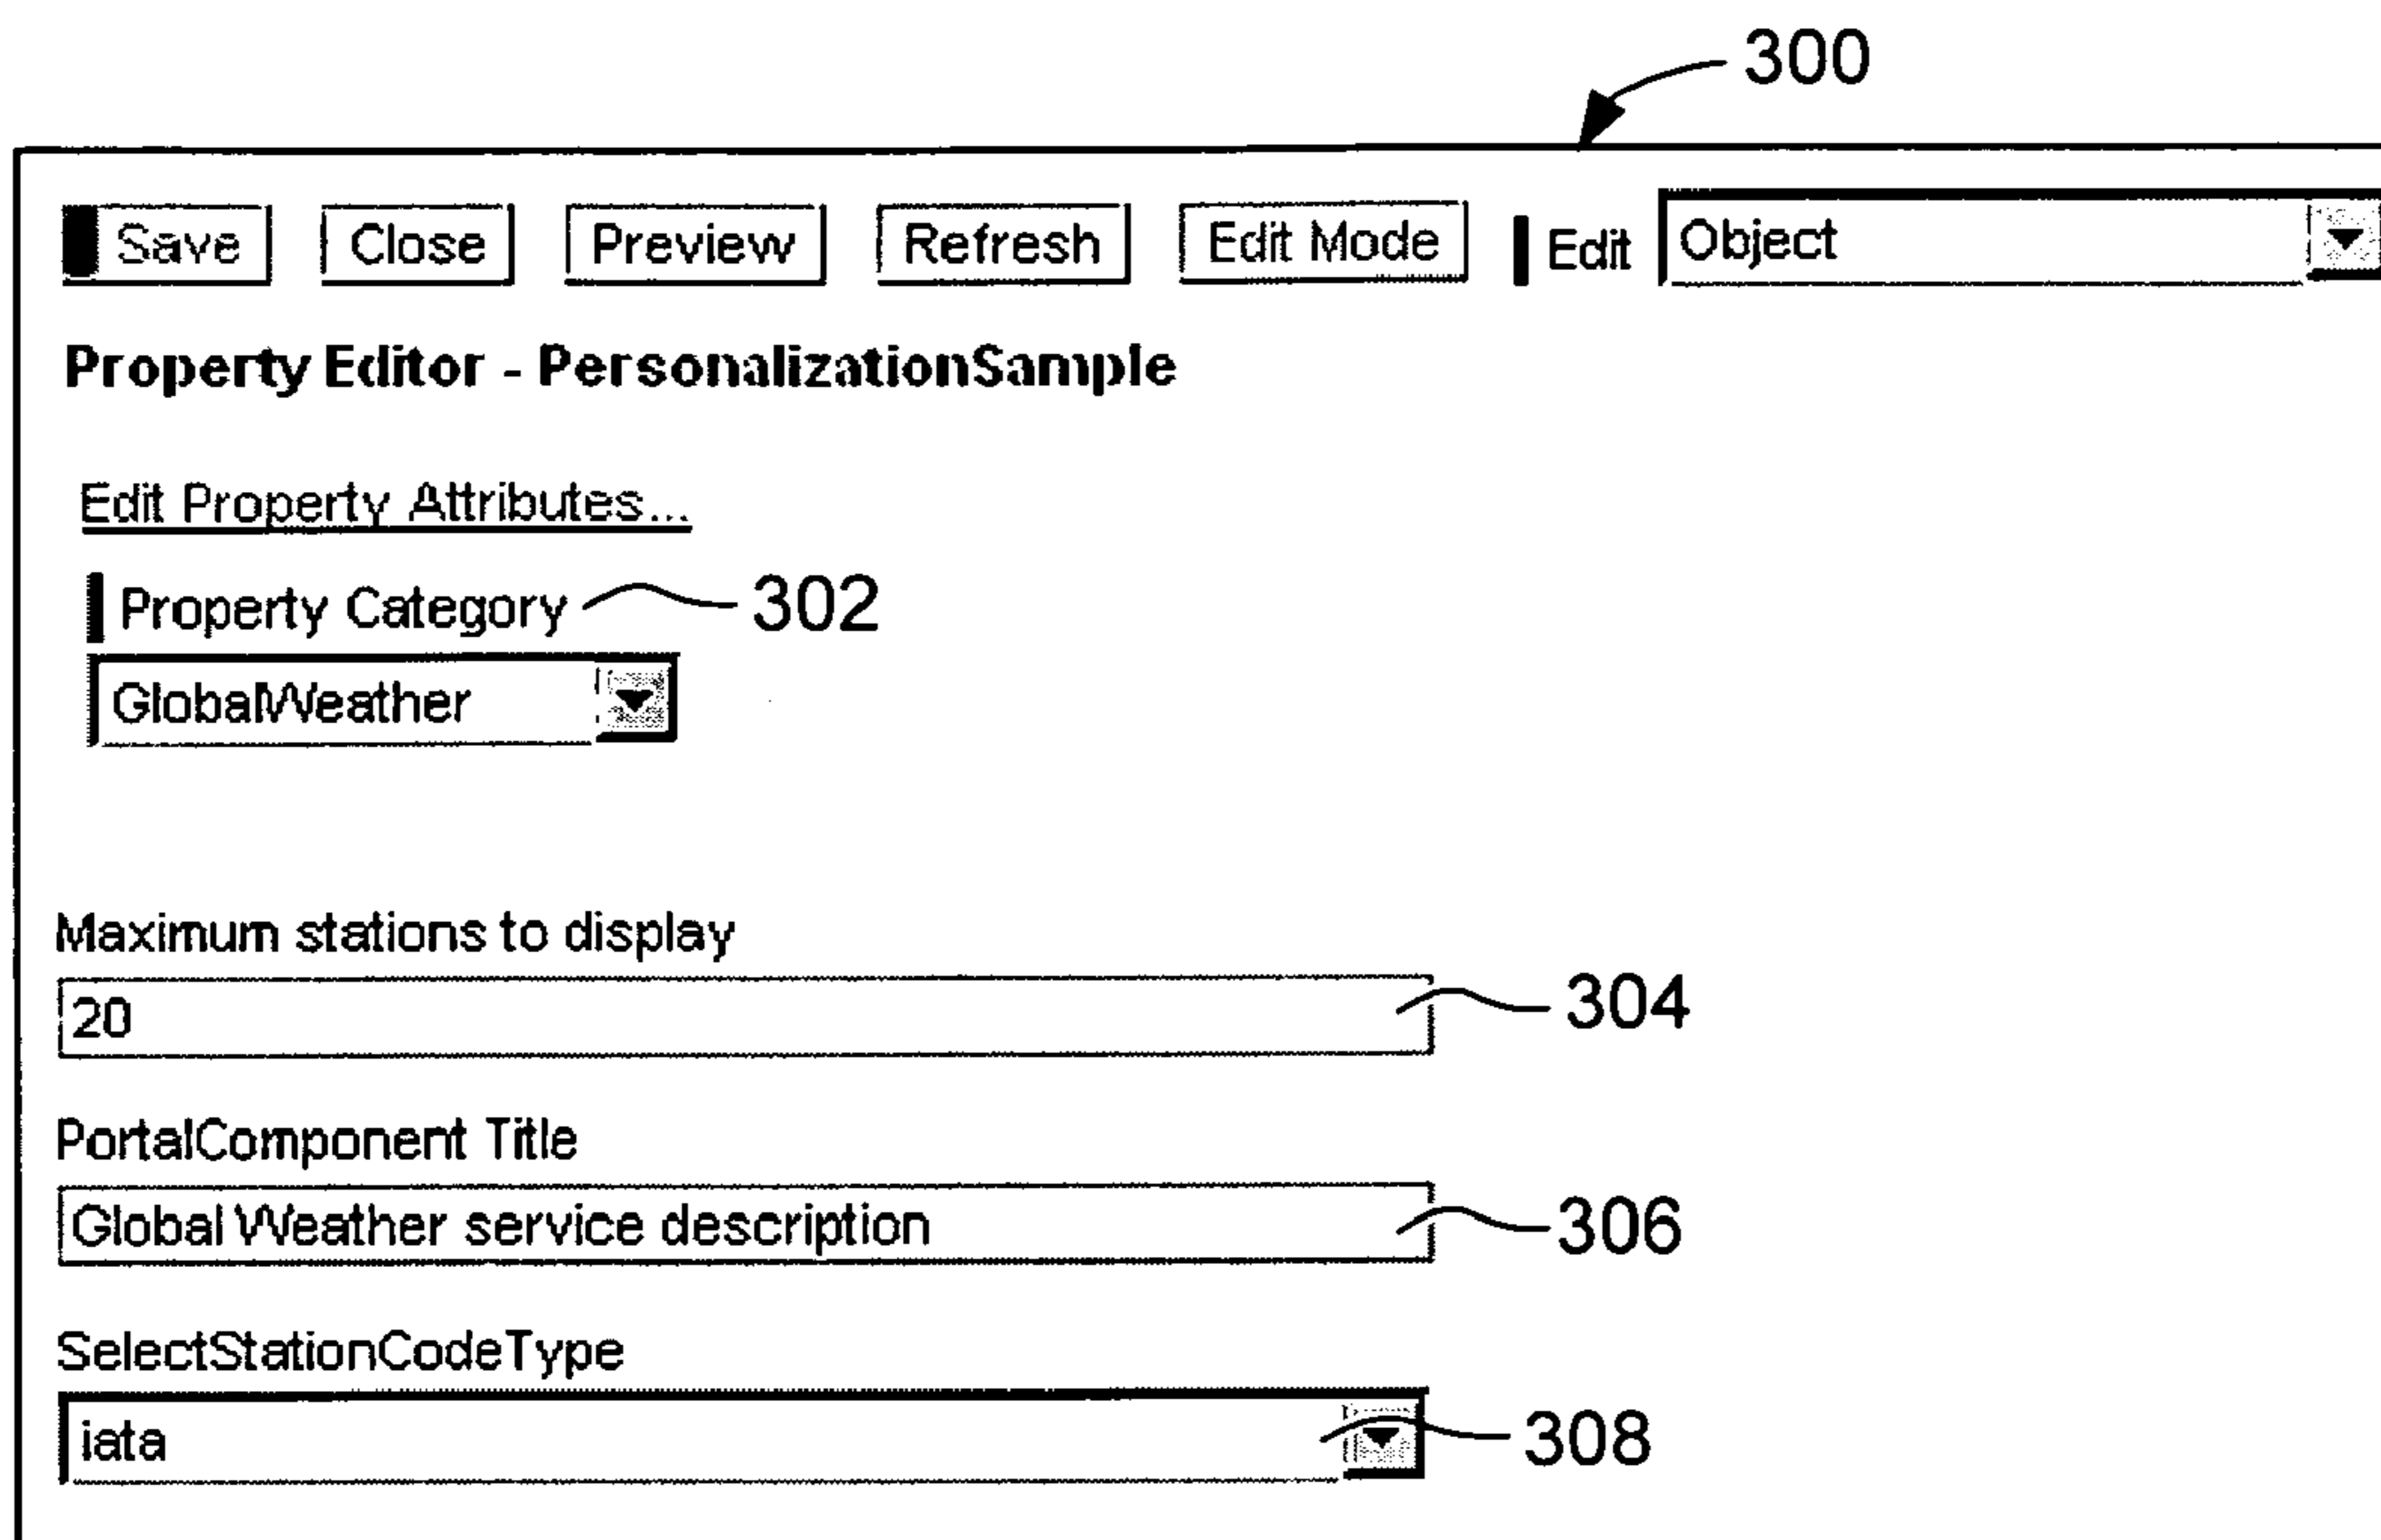 300
Save Close Preview Refresh Edit Mode Edit Object
Property Editor - PersonalizationSample
Edit Property Attributes...
Property Category 302
GlobalWeather
Maximum stations to display
20 304
PortalComponent Title
Global Weather service description 306
SelectStationCodeType
iata 308